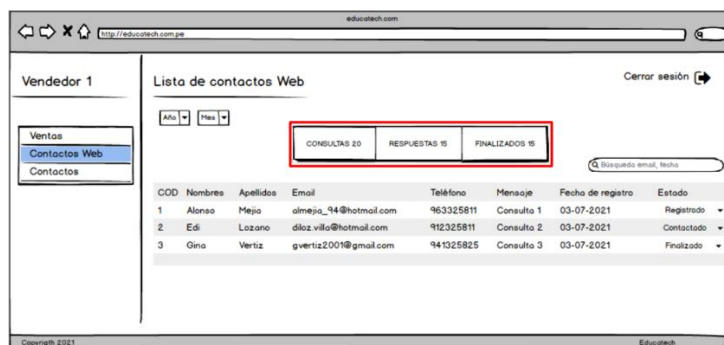 educatech.com
http://educatech.com.pe
Vendedor 1
Lista de contactos Web
Cerrar sesión
Año Mes
Ventas
Contactos Web
Contactos
CONSULTAS 20 RESPUESTAS 15 FINALIZADOS 15
Búsqueda email, fecha
COD Nombres Apellidos Email Teléfono Mensaje Fecha de registro Estado
1 Alonso Mejia almejia_94@hotmail.com 963325811 Consulta 1 03-07-2021 Registrado
2 Edi Lozano diloz.villa@hotmail.com 912325811 Consulta 2 03-07-2021 Contactado
3 Gina Vertiz gvertiz2001@gmail.com 941325825 Consulta 3 03-07-2021 Finalizado
Copyrigth 2021 Educatech